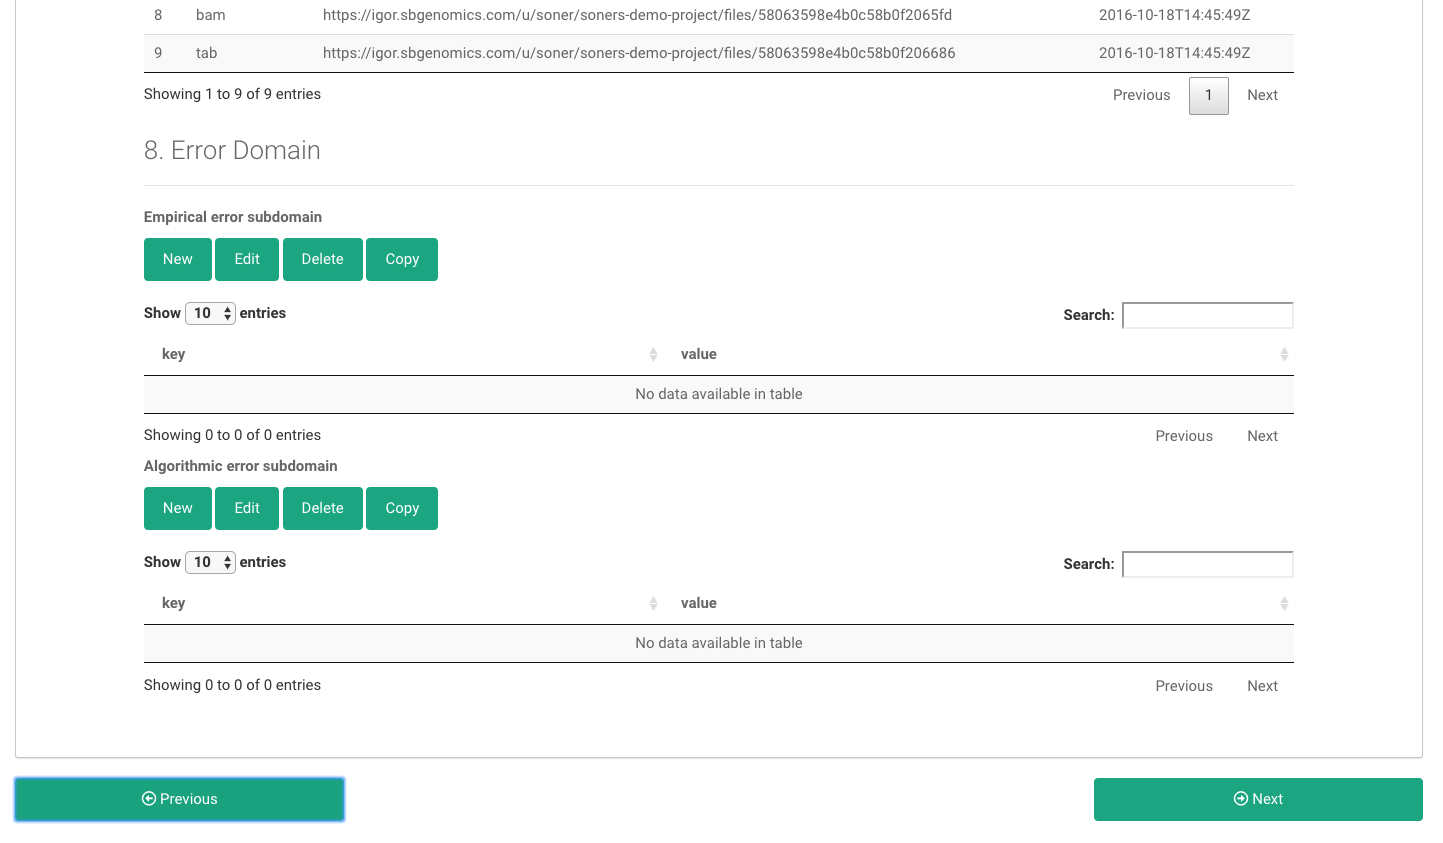 8 bam https://igor.sbgenomics.com/u/soner/soners-demo-project/files/58063598e4b0c58b0f2065fd 2016-10-18T14:45:49Z
9 tab https://igor.sbgenomics.com/u/soner/soners-demo-project/files/58063598e4b0c58b0f206686 2016-10-18T14:45:49Z
Showing 1 to 9 of 9 entries Previous 1 Next
8. Error Domain
Empirical error subdomain
New Edit Delete Copy
Show 10 entries Search:
key value
No data available in table
Showing 0 to 0 of 0 entries Previous Next
Algorithmic error subdomain
New Edit Delete Copy
Show 10 entries Search:
key value
No data available in table
Showing 0 to 0 of 0 entries Previous Next
Previous Next